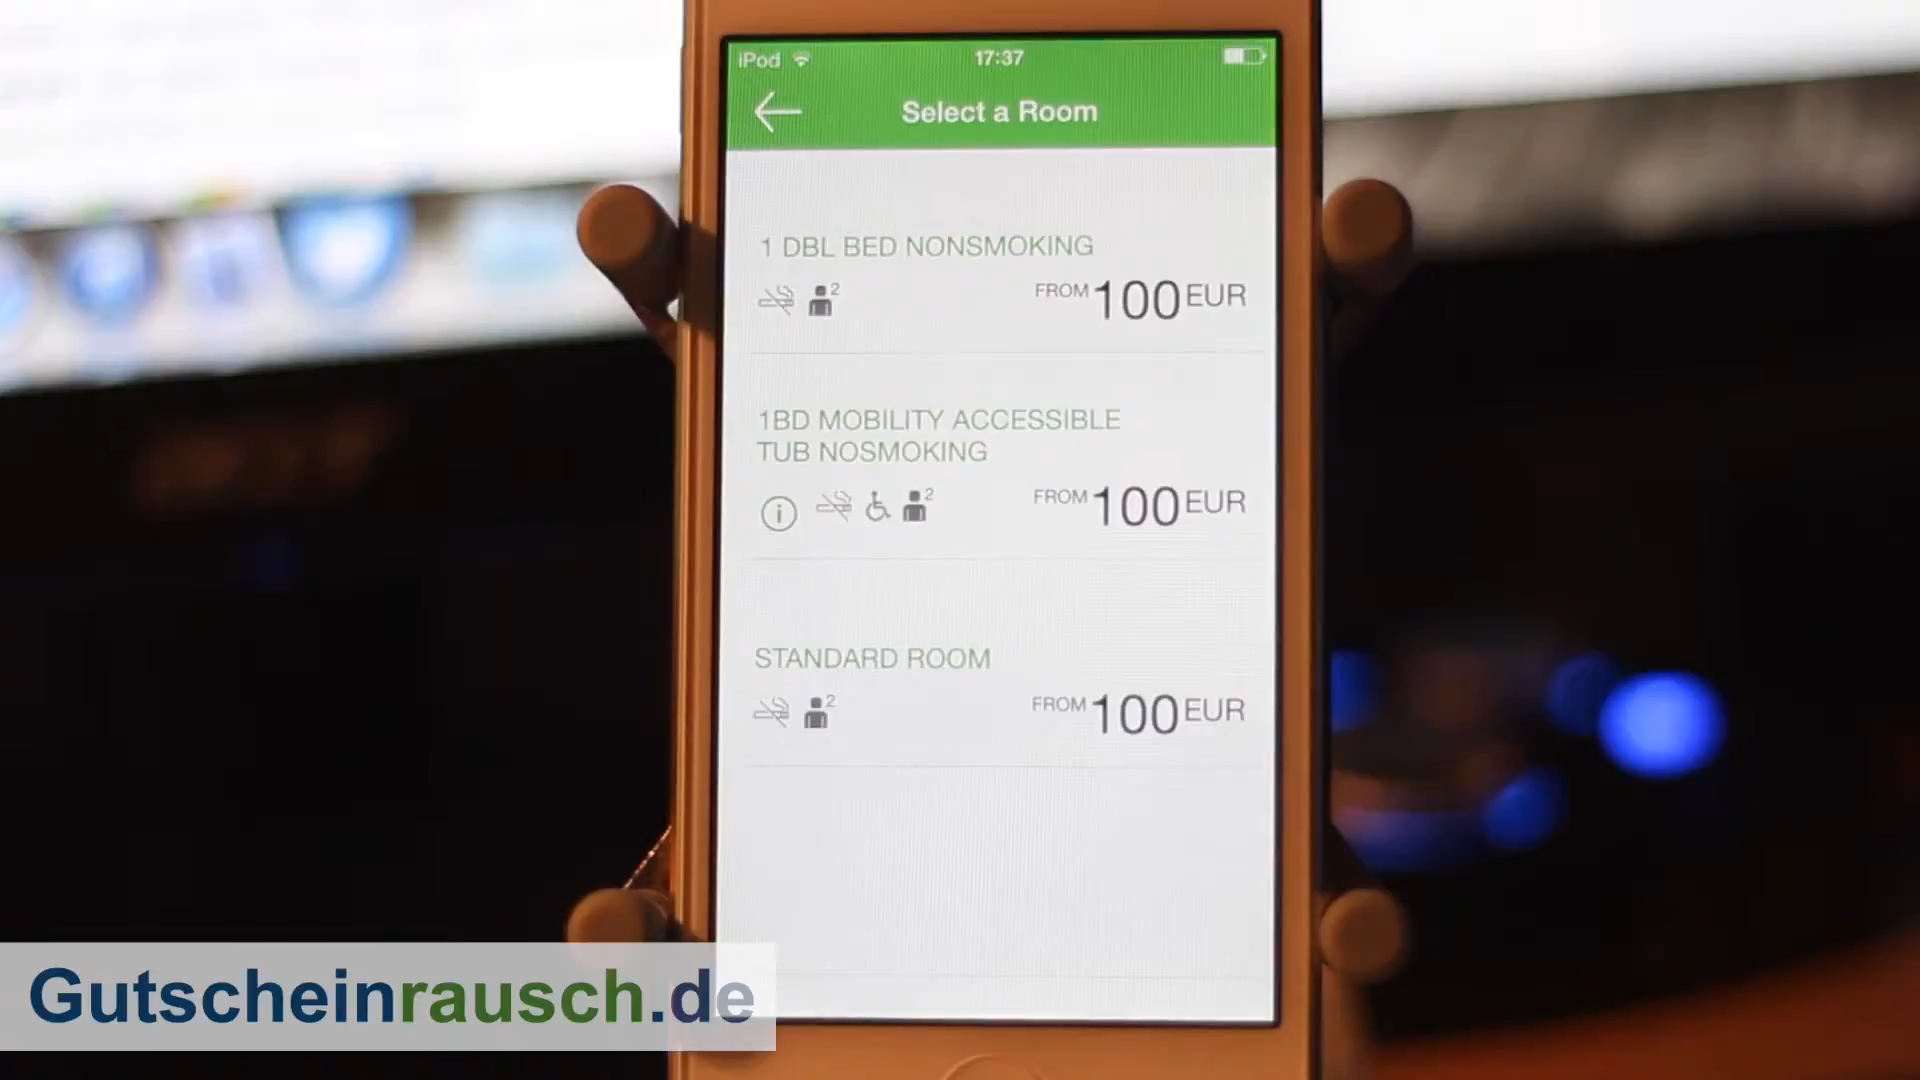 iPod
17:37
Select a Room
1 DBL BED NONSMOKING
2
FROM 100 EUR
1BD MOBILITY ACCESSIBLE
TUB NOSMOKING
i
2
FROM 100 EUR
STANDARD ROOM
2
FROM 100 EUR
Gutscheinrausch.de